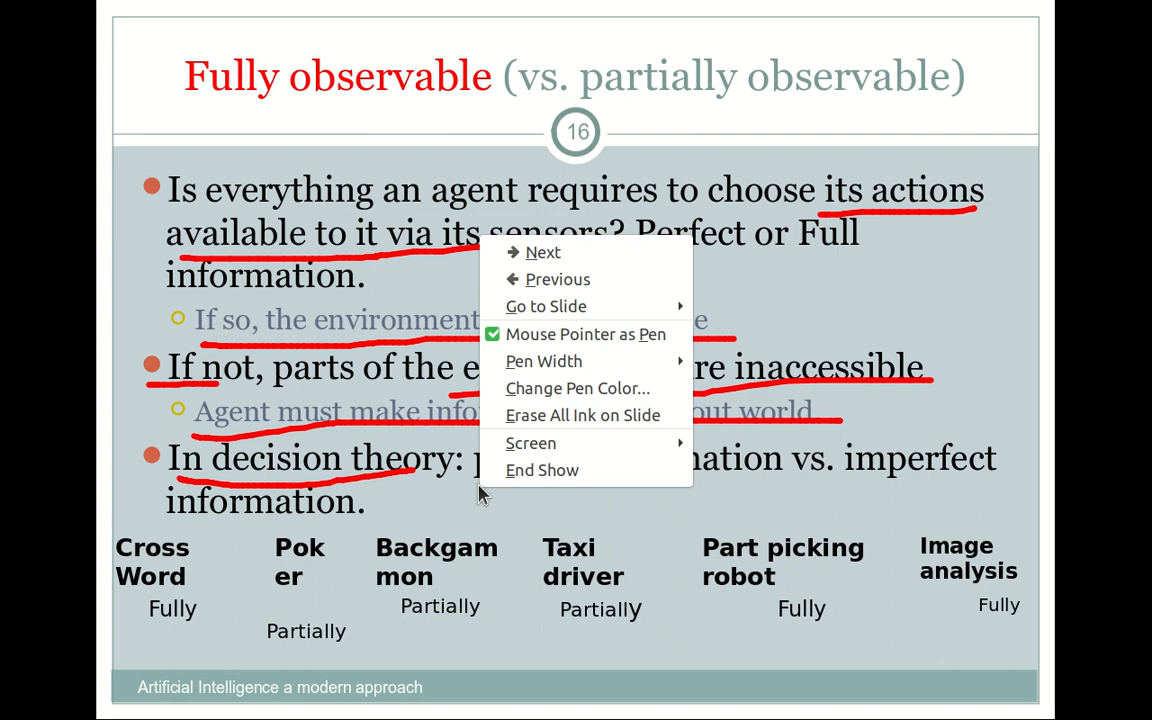 Fully observable (vs. partially observable)
16
Is everything an agent requires to choose its actions
available to it via its sensors? Perfect or Full
information.
If so, the environment
If not, parts of the e re inaccessible
Agent must make info out world.
In decision theory: p mation vs. imperfect
information.
Next
Previous
Go to Slide
Mouse Pointer as Pen
Pen Width
Change Pen Color...
Erase All Ink on Slide
Screen
End Show
Cross
Word
Fully
Pok
er
Partially
Backgam
mon
Partially
Taxi
driver
Partially
Part picking
robot
Fully
Image
analysis
Fully
Artificial Intelligence a modern approach